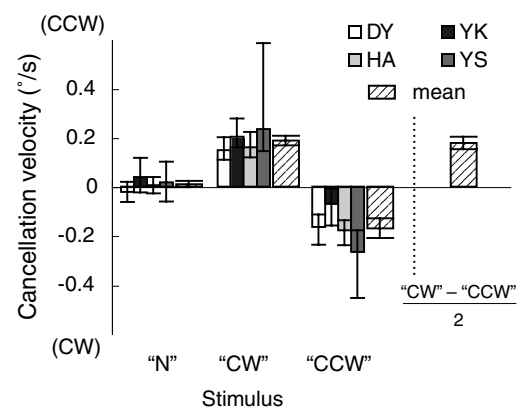 (CCW)
DY
YK
HA
YS
mean
Cancellation velocity (˚/s)
0.4
0.2
0
-0.2
-0.4
(CW)
"N"
"CW"
"CCW"
Stimulus
"CW" – "CCW"
2